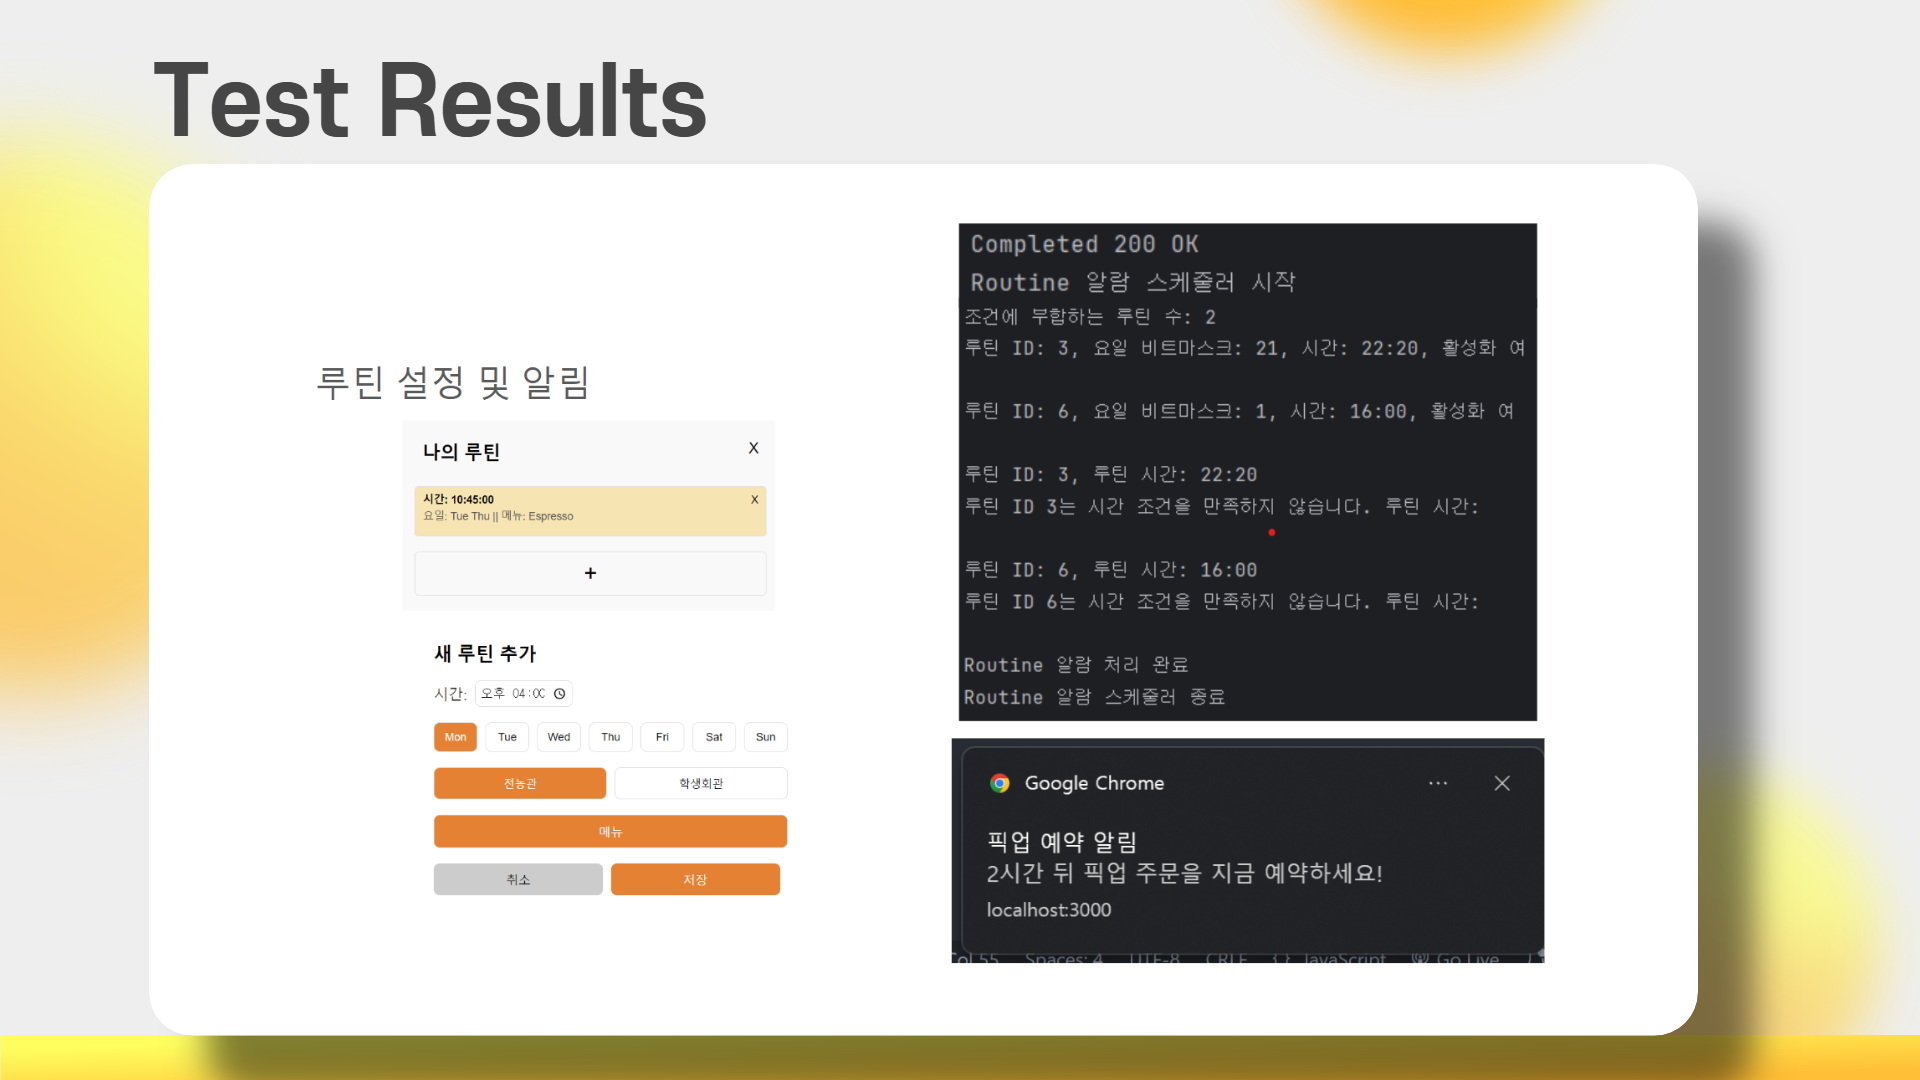 Test Results
루틴 설정 및 알림
나의 루틴 X
시간: 10:45:00 X
요일: Tue Thu || 메뉴: Espresso
+
새 루틴 추가
시간: 오후 04:00
Mon Tue Wed Thu Fri Sat Sun
전농관 학생회관
메뉴
취소 저장
Completed 200 OK
Routine 알람 스케줄러 시작
조건에 부합하는 루틴 수: 2
루틴 ID: 3, 요일 비트마스크: 21, 시간: 22:20, 활성화 여
루틴 ID: 6, 요일 비트마스크: 1, 시간: 16:00, 활성화 여
루틴 ID: 3, 루틴 시간: 22:20
루틴 ID 3는 시간 조건을 만족하지 않습니다. 루틴 시간:
루틴 ID: 6, 루틴 시간: 16:00
루틴 ID 6는 시간 조건을 만족하지 않습니다. 루틴 시간:
Routine 알람 처리 완료
Routine 알람 스케줄러 종료
Google Chrome
픽업 예약 알림
2시간 뒤 픽업 주문을 지금 예약하세요!
localhost:3000
Col 55 Spaces: 4 UTF-8 CRLF {} JavaScript Go Live